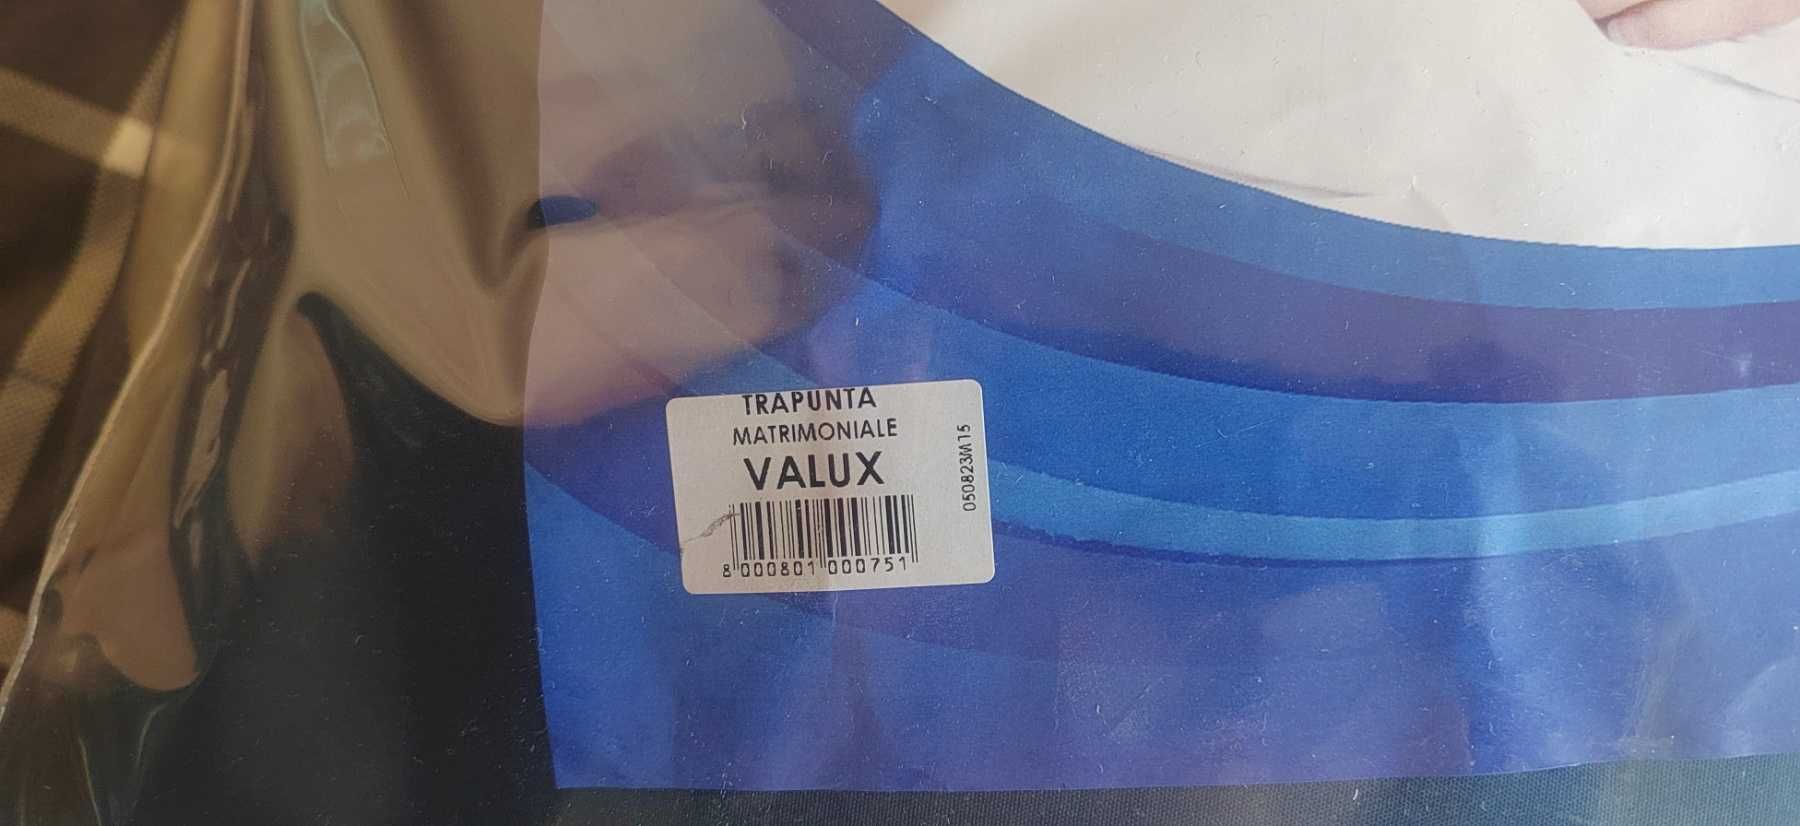 TRAPUNTA
MATRIMONIALE
VALUX
8 000801 000751
050823M15